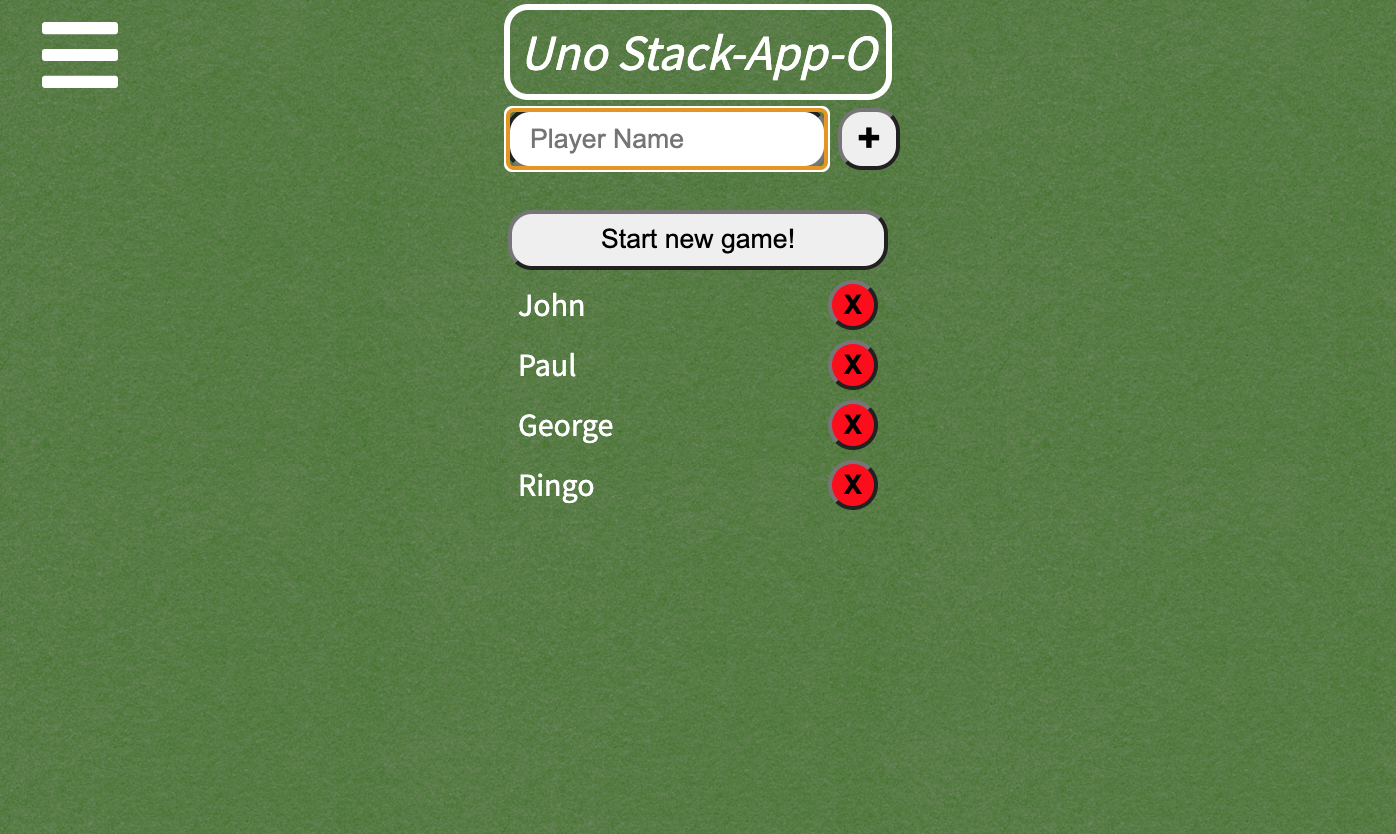 Uno Stack-App-O
Player Name +
Start new game!
John X
Paul X
George X
Ringo X